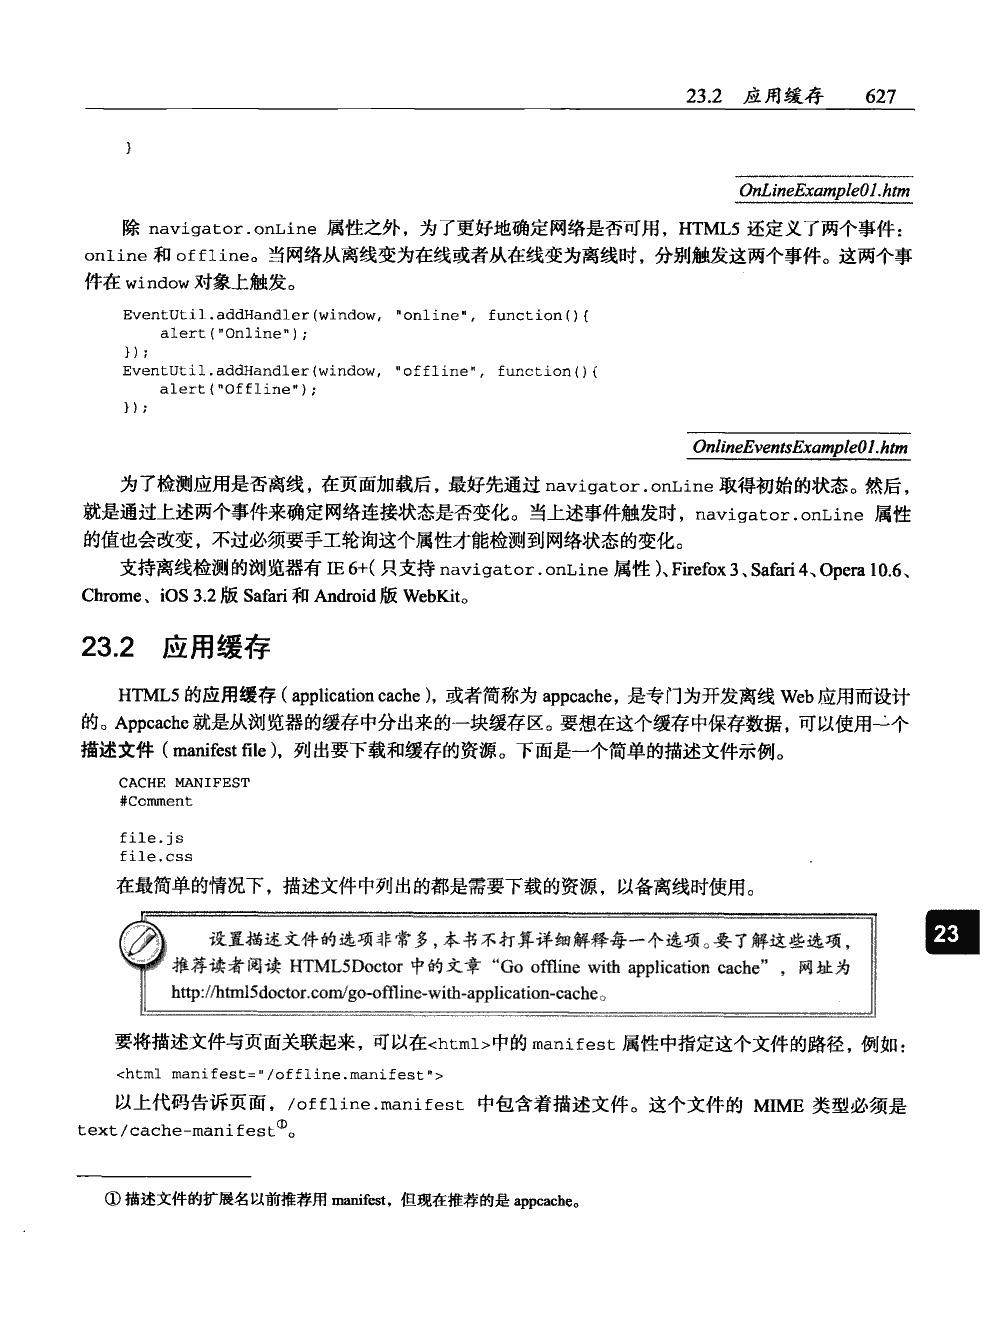 23.2 应用缓存 627
}
OnLineExample01.htm
除 navigator.onLine 属性之外，为了更好地确定网络是否可用，HTML5 还定义了两个事件：
online 和 offline。当网络从离线变为在线或者从在线变为离线时，分别触发这两个事件。这两个事
件在 window 对象上触发。
EventUtil.addHandler(window, "online", function(){
    alert("Online");
});
EventUtil.addHandler(window, "offline", function(){
    alert("Offline");
});
OnlineEventsExample01.htm
为了检测应用是否离线，在页面加载后，最好先通过 navigator.onLine 取得初始的状态。然后，
就是通过上述两个事件来确定网络连接状态是否变化。当上述事件触发时，navigator.onLine 属性
的值也会改变，不过必须要手工轮询这个属性才能检测到网络状态的变化。
支持离线检测的浏览器有 IE 6+（只支持 navigator.onLine 属性）、Firefox 3、Safari 4、Opera 10.6、
Chrome、iOS 3.2 版 Safari 和 Android 版 WebKit。
23.2 应用缓存
HTML5 的应用缓存（application cache），或者简称为 appcache，是专门为开发离线 Web 应用而设计
的。Appcache 就是从浏览器的缓存中分出来的一块缓存区。要想在这个缓存中保存数据，可以使用一个
描述文件（manifest file），列出要下载和缓存的资源。下面是一个简单的描述文件示例。
CACHE MANIFEST
#Comment
file.js
file.css
在最简单的情况下，描述文件中列出的都是需要下载的资源，以备离线时使用。
设置描述文件的选项非常多，本书不打算详细解释每一个选项。要了解这些选项，
推荐读者阅读 HTML5Doctor 中的文章“Go offline with application cache”，网址为
http://html5doctor.com/go-offline-with-application-cache。
23
要将描述文件与页面关联起来，可以在<html>中的 manifest 属性中指定这个文件的路径，例如：
<html manifest="/offline.manifest">
以上代码告诉页面，/offline.manifest 中包含着描述文件。这个文件的 MIME 类型必须是
text/cache-manifest①。
① 描述文件的扩展名以前推荐用 manifest，但现在推荐的是 appcache。